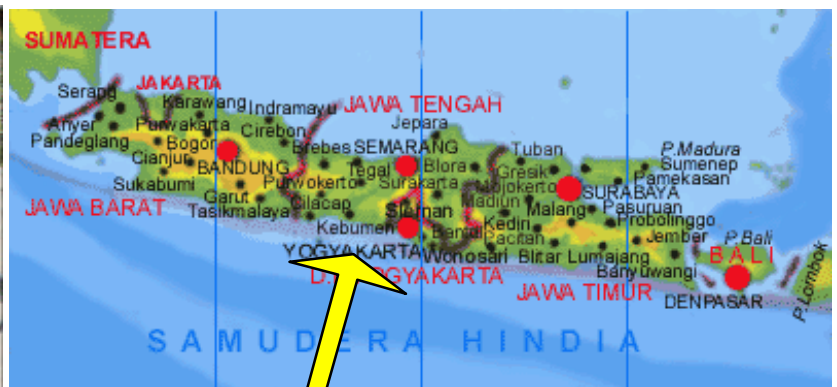 SUMATERA
JAKARTA
Serang
Karawang
Indramayu
JAWA TENGAH
Anyer
Purwakarta
Cirebon
Jepara
Pandeglang
Bogor
Brebes
SEMARANG
Tuban
P.Madura
Cianjur
BANDUNG
Tegal
Blora
Gresik
Sumenep
Sukabumi
Purwokerto
Surakarta
Mojokerto
SURABAYA
Pamekasan
Garut
Cilacap
Sleman
Madiun
Malang
Pasuruan
JAWA BARAT
Tasikmalaya
Kebumen
Bantul
Kediri
Probolinggo
YOGYAKARTA
Wonosari
Pacitan
Jember
P.Bali
Blitar
Lumajang
BALI
D.I. YOGYAKARTA
Banyuwangi
JAWA TIMUR
DENPASAR
P.Lombok
SAMUDERA HINDIA